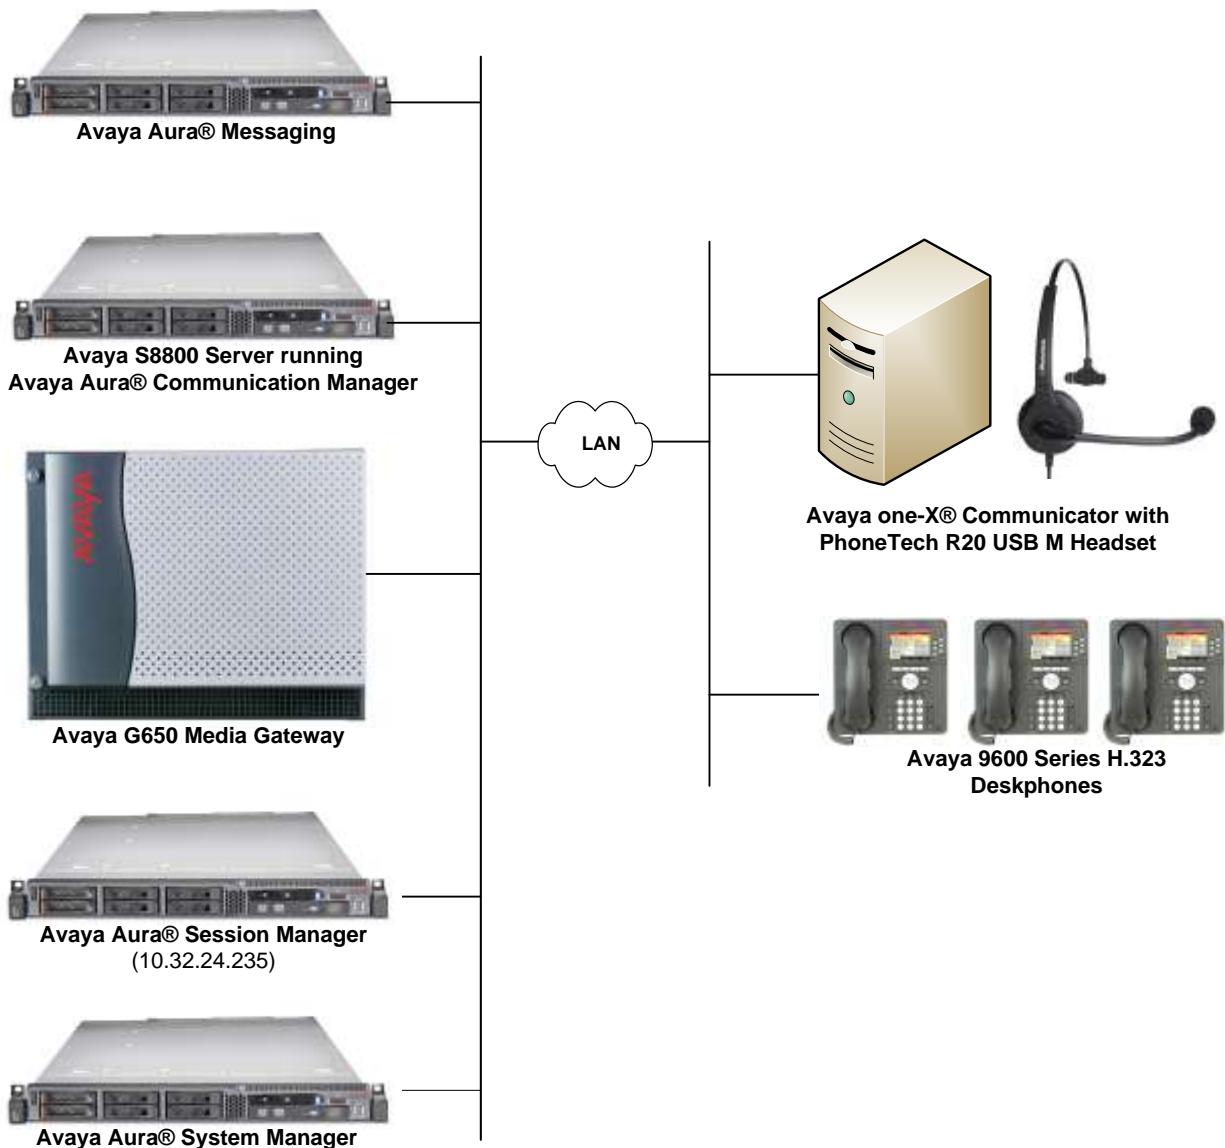 Avaya Aura® Messaging
Avaya S8800 Server running
Avaya Aura® Communication Manager
AVAYA
Avaya G650 Media Gateway
Avaya Aura® Session Manager
(10.32.24.235)
Avaya Aura® System Manager
LAN
Avaya one-X® Communicator with
PhoneTech R20 USB M Headset
Avaya 9600 Series H.323
Deskphones